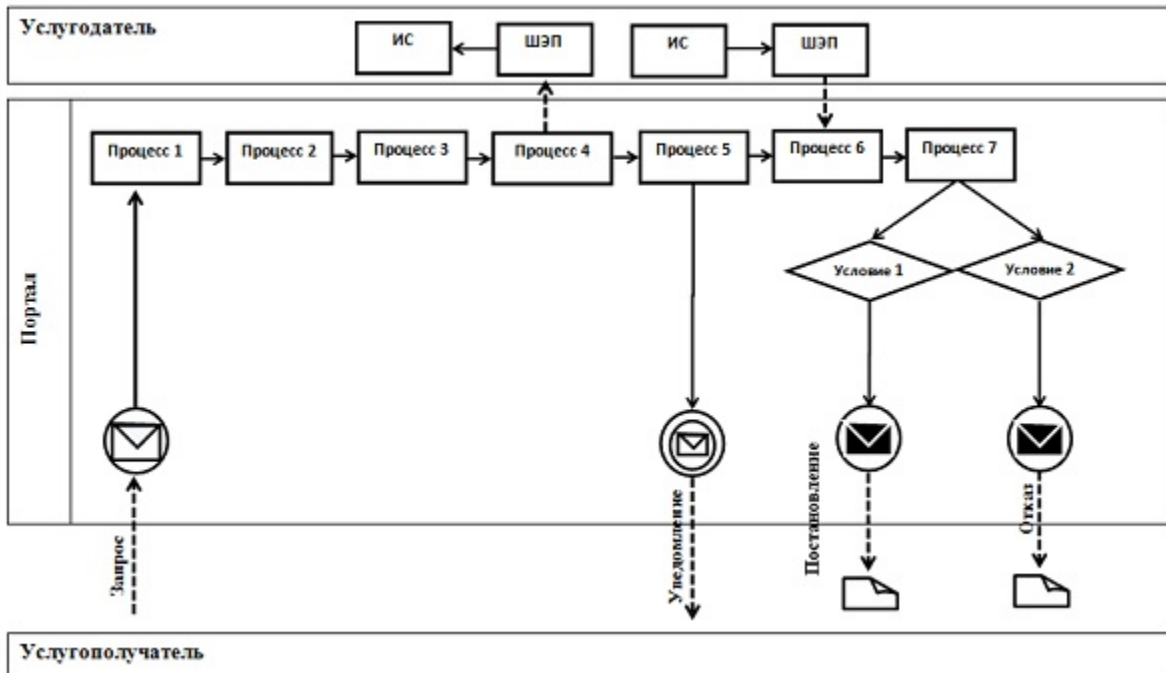 Услугодатель
ИС
ШЭП
ИС
ШЭП
Портал
Процесс 1
Процесс 2
Процесс 3
Процесс 4
Процесс 5
Процесс 6
Процесс 7
Условие 1
Условие 2
Запрос
Уведомление
Постановление
Отказ
Услугополучатель